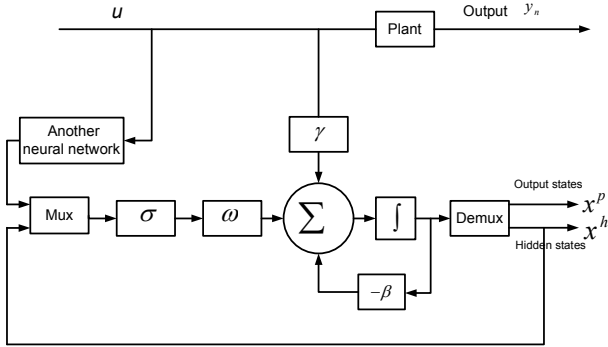 u
Output y_n
Plant
Another
neural network
γ
Mux
σ
ω
Σ
∫
Demux
Output states
x^p
x^h
Hidden states
-β